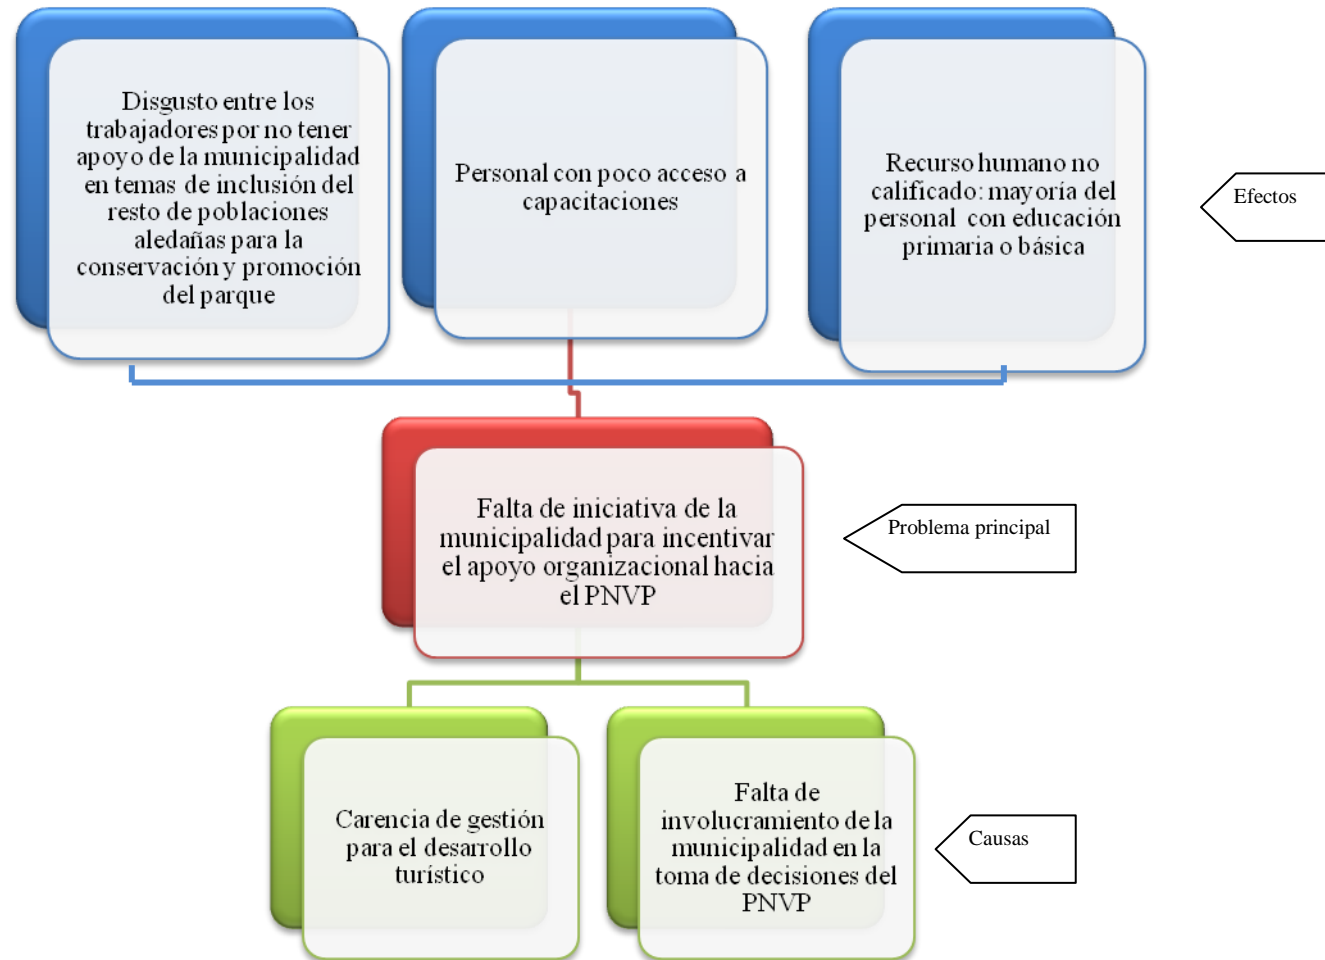 Disgusto entre los
trabajadores por no tener
apoyo de la municipalidad
en temas de inclusión del
resto de poblaciones
aledañas para la
conservación y promoción
del parque
Personal con poco acceso a
capacitaciones
Recurso humano no
calificado: mayoría del
personal con educación
primaria o básica
Efectos
Falta de iniciativa de la
municipalidad para incentivar
el apoyo organizacional hacia
el PNVP
Problema principal
Carencia de gestión
para el desarrollo
turístico
Falta de
involucramiento de la
municipalidad en la
toma de decisiones del
PNVP
Causas